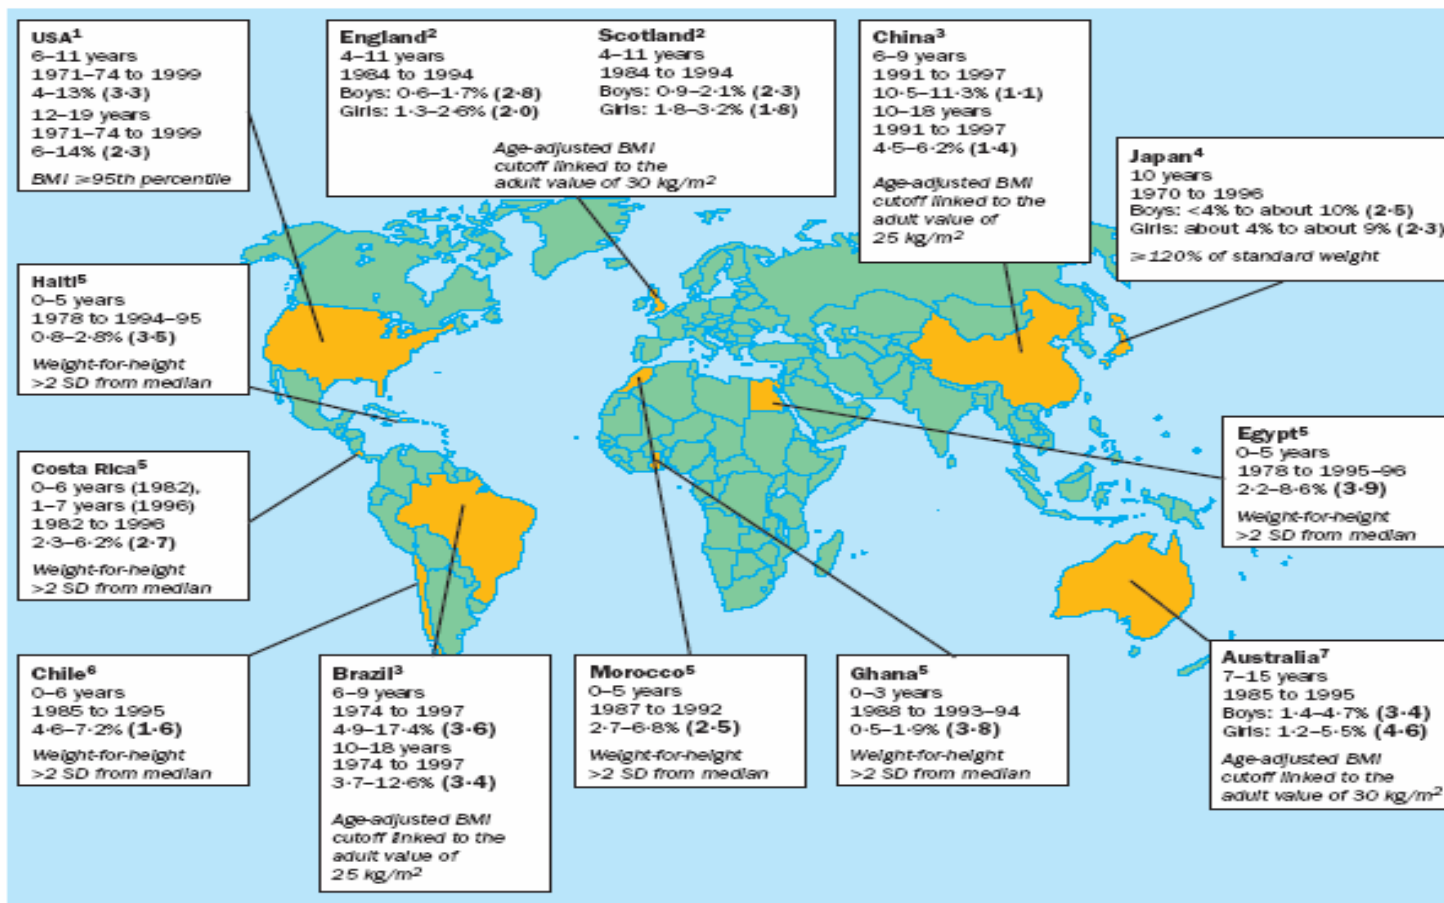 USA¹
6–11 years
1971–74 to 1999
4–13% (3·3)
12–19 years
1971–74 to 1999
6–14% (2·3)
BMI ⩾95th percentile
England²
4–11 years
1984 to 1994
Boys: 0·6–1·7% (2·8)
Girls: 1·3–2·6% (2·0)
Scotland²
4–11 years
1984 to 1994
Boys: 0·9–2·1% (2·3)
Girls: 1·8–3·2% (1·8)
Age-adjusted BMI
cutoff linked to the
adult value of 30 kg/m²
China³
6–9 years
1991 to 1997
10·5–11·3% (1·1)
10–18 years
1991 to 1997
4·5–6·2% (1·4)
Age-adjusted BMI
cutoff linked to the
adult value of
25 kg/m²
Japan⁴
10 years
1970 to 1996
Boys: <4% to about 10% (2·5)
Girls: about 4% to about 9% (2·3)
⩾120% of standard weight
Haiti⁵
0–5 years
1978 to 1994–95
0·8–2·8% (3·5)
Weight-for-height
>2 SD from median
Costa Rica⁵
0–6 years (1982),
1–7 years (1996)
1982 to 1996
2·3–6·2% (2·7)
Weight-for-height
>2 SD from median
Egypt⁵
0–5 years
1978 to 1995–96
2·2–8·6% (3·9)
Weight-for-height
>2 SD from median
Chile⁶
0–6 years
1985 to 1995
4·6–7·2% (1·6)
Weight-for-height
>2 SD from median
Brazil³
6–9 years
1974 to 1997
4·9–17·4% (3·6)
10–18 years
1974 to 1997
3·7–12·6% (3·4)
Age-adjusted BMI
cutoff linked to the
adult value of
25 kg/m²
Morocco⁵
0–5 years
1987 to 1992
2·7–6·8% (2·5)
Weight-for-height
>2 SD from median
Ghana⁵
0–3 years
1988 to 1993–94
0·5–1·9% (3·8)
Weight-for-height
>2 SD from median
Australia⁷
7–15 years
1985 to 1995
Boys: 1·4–4·7% (3·4)
Girls: 1·2–5·5% (4·6)
Age-adjusted BMI
cutoff linked to the
adult value of 30 kg/m²